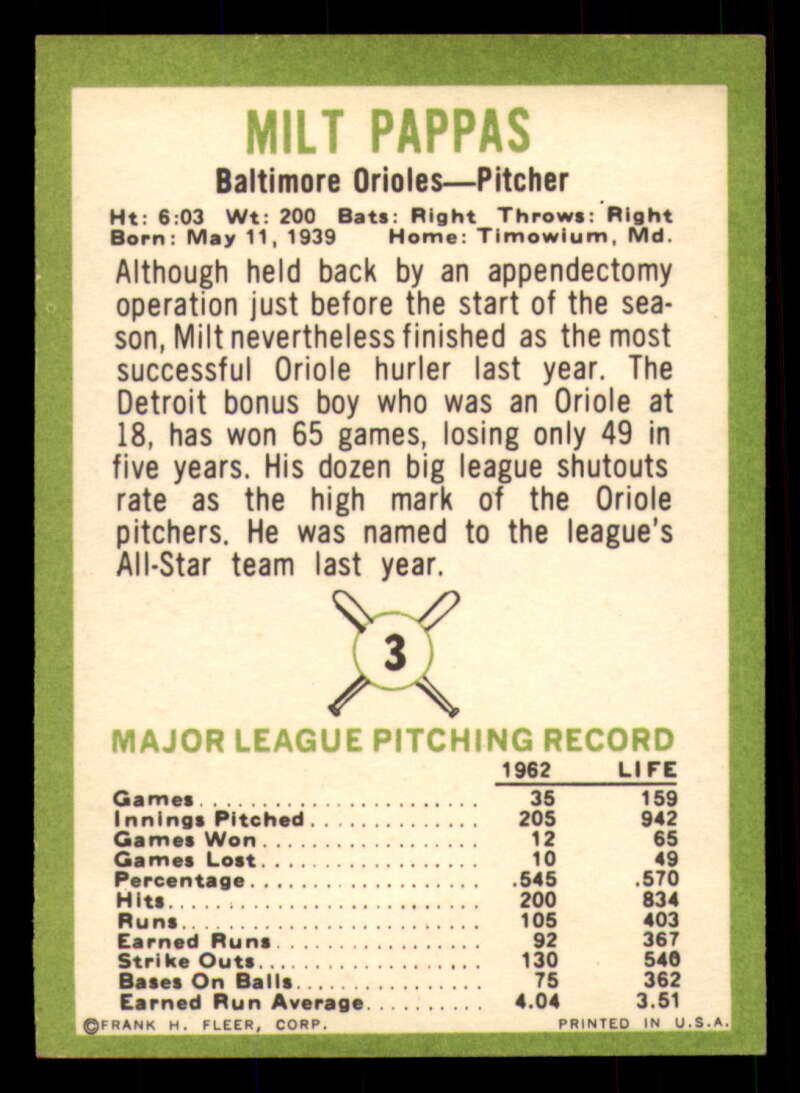 MILT PAPPAS
Baltimore Orioles—Pitcher
Ht: 6:03 Wt: 200 Bats: Right Throws: Right
Born: May 11, 1939 Home: Timowium, Md.
Although held back by an appendectomy
operation just before the start of the sea-
son, Milt nevertheless finished as the most
successful Oriole hurler last year. The
Detroit bonus boy who was an Oriole at
18, has won 65 games, losing only 49 in
five years. His dozen big league shutouts
rate as the high mark of the Oriole
pitchers. He was named to the league's
All-Star team last year.
3
MAJOR LEAGUE PITCHING RECORD
1962 LIFE
Games 35 159
Innings Pitched 205 942
Games Won 12 65
Games Lost 10 49
Percentage .545 .570
Hits 200 834
Runs 105 403
Earned Runs 92 367
Strike Outs 130 540
Bases On Balls 75 362
Earned Run Average 4.04 3.51
©FRANK H. FLEER, CORP. PRINTED IN U.S.A.